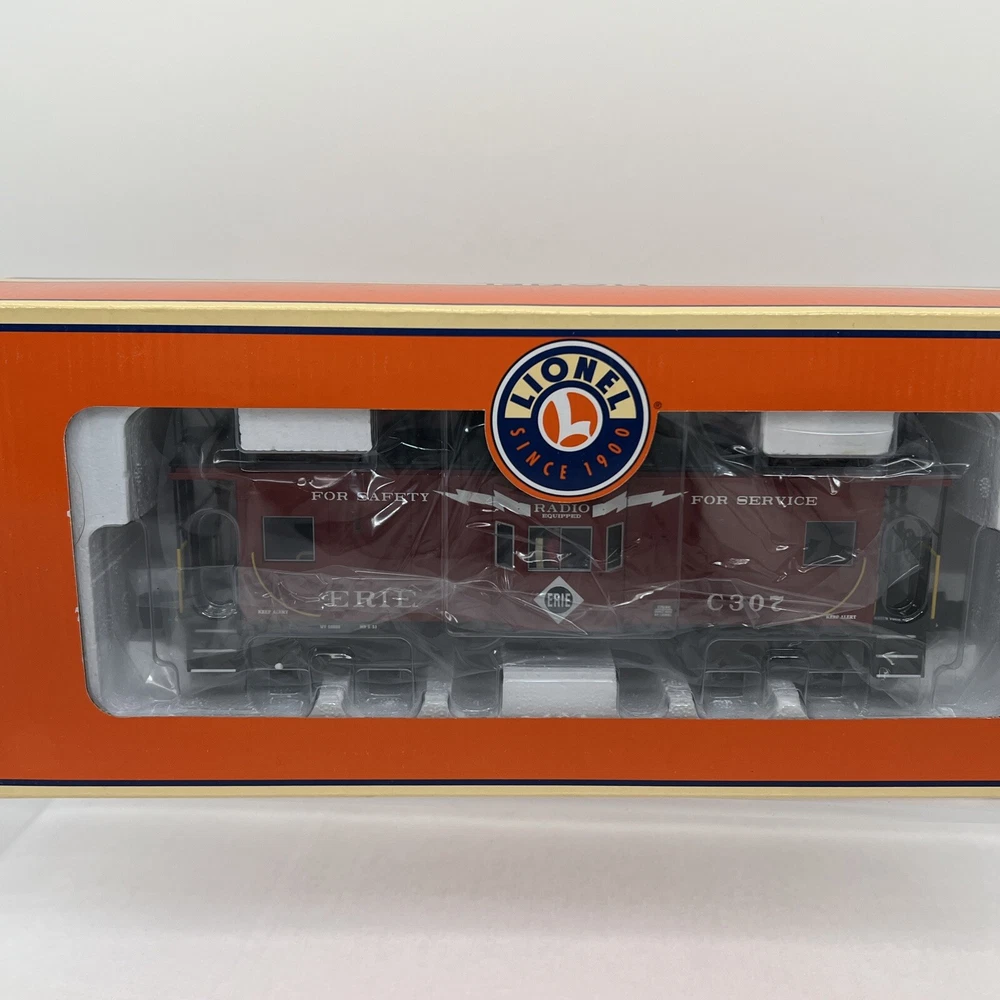 LIONEL
L
SINCE 1900
®
FOR SAFETY
FOR SERVICE
RADIO
EQUIPPED
ERIE
ERIE
C307